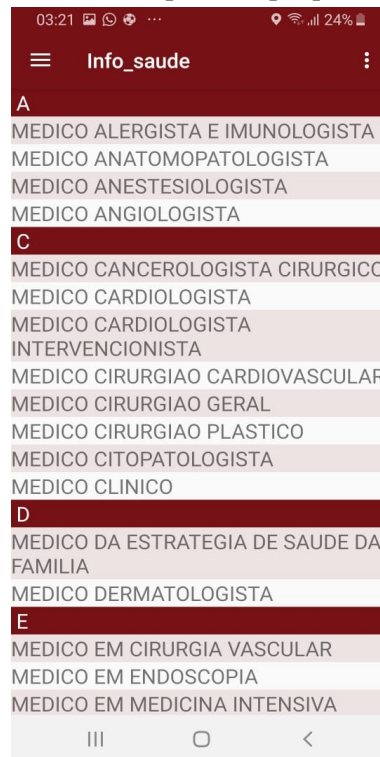 03:21 ... 24%
Info_saude
A
MEDICO ALERGISTA E IMUNOLOGISTA
MEDICO ANATOMOPATOLOGISTA
MEDICO ANESTESIOLOGISTA
MEDICO ANGIOLOGISTA
C
MEDICO CANCEROLOGISTA CIRURGICO
MEDICO CARDIOLOGISTA
MEDICO CARDIOLOGISTA
INTERVENCIONISTA
MEDICO CIRURGIAO CARDIOVASCULAR
MEDICO CIRURGIAO GERAL
MEDICO CIRURGIAO PLASTICO
MEDICO CITOPATOLOGISTA
MEDICO CLINICO
D
MEDICO DA ESTRATEGIA DE SAUDE DA
FAMILIA
MEDICO DERMATOLOGISTA
E
MEDICO EM CIRURGIA VASCULAR
MEDICO EM ENDOSCOPIA
MEDICO EM MEDICINA INTENSIVA